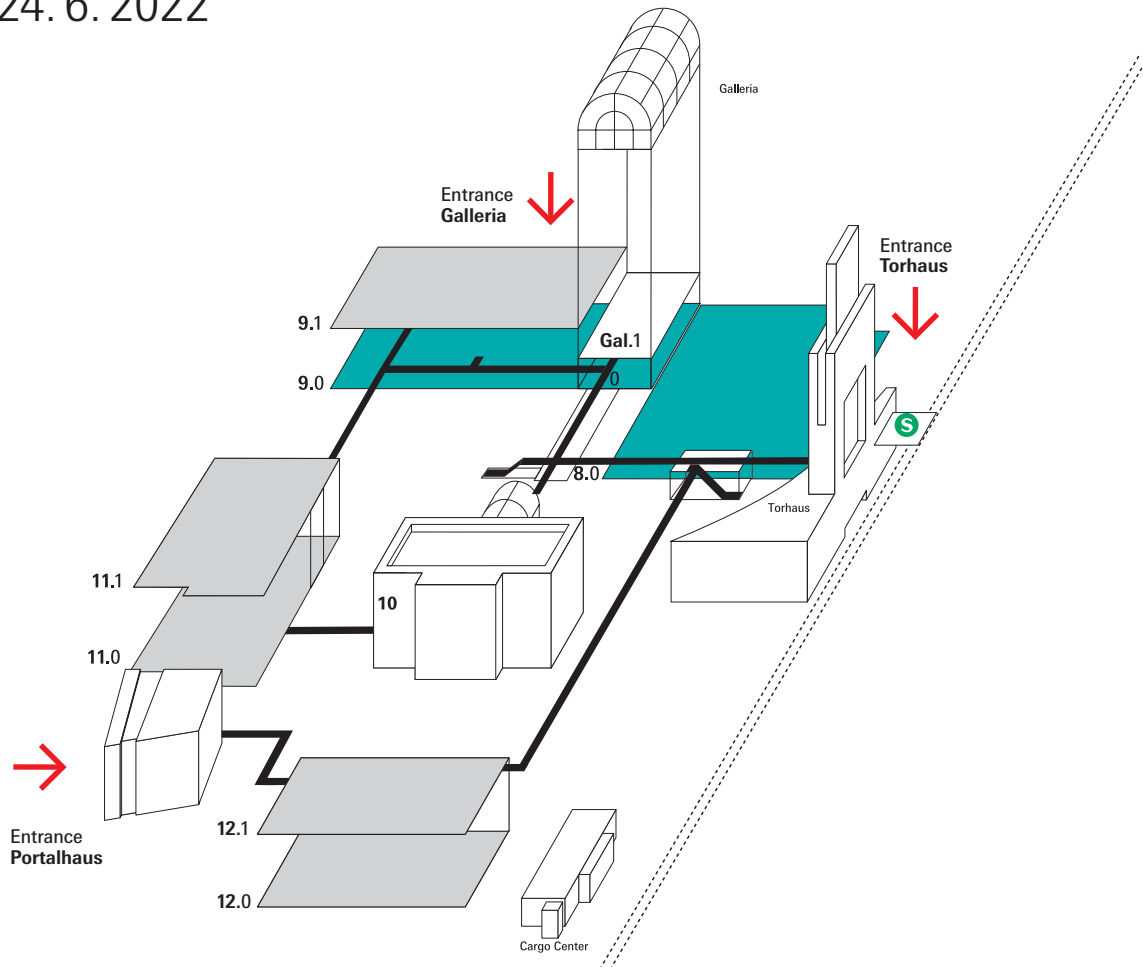 24. 6. 2022
Galleria
Entrance
Galleria
Entrance
Torhaus
9.1
Gal.1
9.0
0
S
8.0
Torhaus
11.1
10
11.0
12.1
Entrance
Portalhaus
12.0
Cargo Center